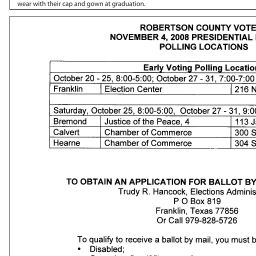 wear with their cap and gown at graduation.
ROBERTSON COUNTY VOTE
NOVEMBER 4, 2008 PRESIDENTIAL
POLLING LOCATIONS
Early Voting Polling Locatio
October 20 - 25, 8:00-5:00; October 27 - 31, 7:00-7:00
Franklin Election Center 216 N
Saturday, October 25, 8:00-5:00, October 27 - 31, 9:0
Bremond Justice of the Peace, 4 113 J
Calvert Chamber of Commerce 300 S
Hearne Chamber of Commerce 304 S
TO OBTAIN AN APPLICATION FOR BALLOT BY
Trudy R. Hancock, Elections Adminis
P O Box 819
Franklin, Texas 77856
Or Call 979-828-5726
To qualify to receive a ballot by mail, you must b
• Disabled;